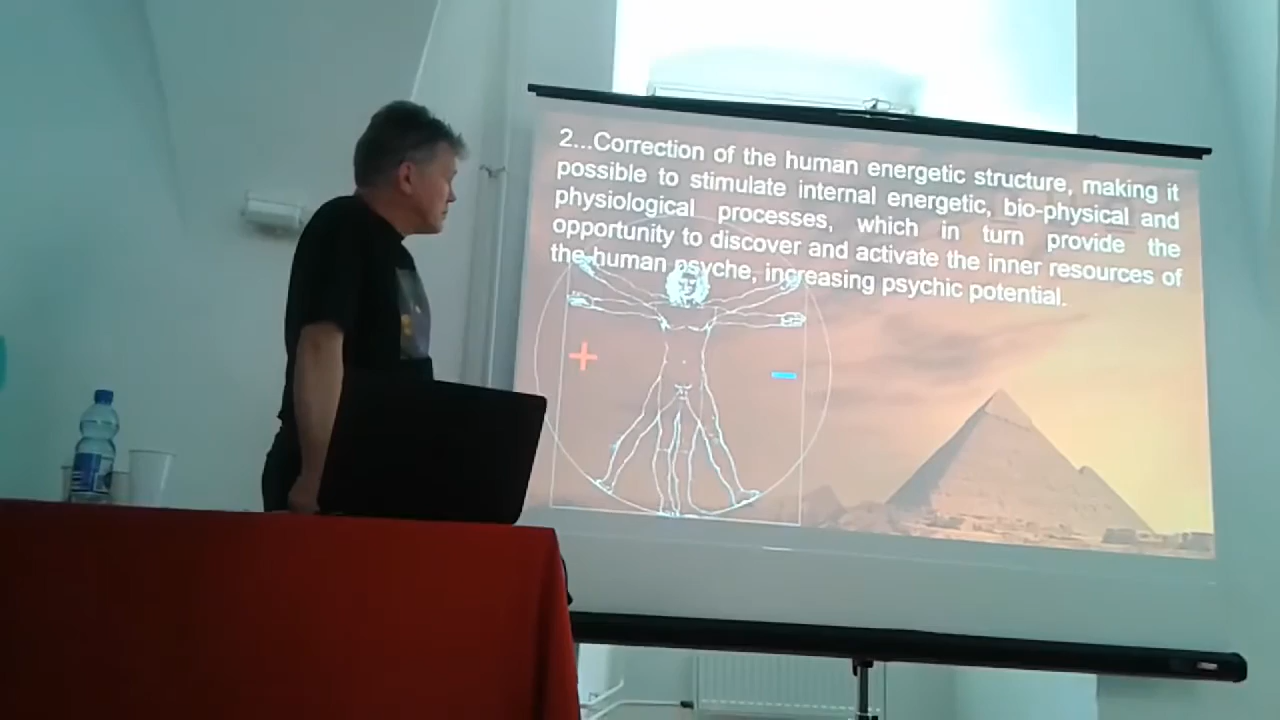 2...Correction of the human energetic structure, making it
possible to stimulate internal energetic, bio-physical and
physiological processes, which in turn provide the
opportunity to discover and activate the inner resources of
the human psyche, increasing psychic potential.
+
-